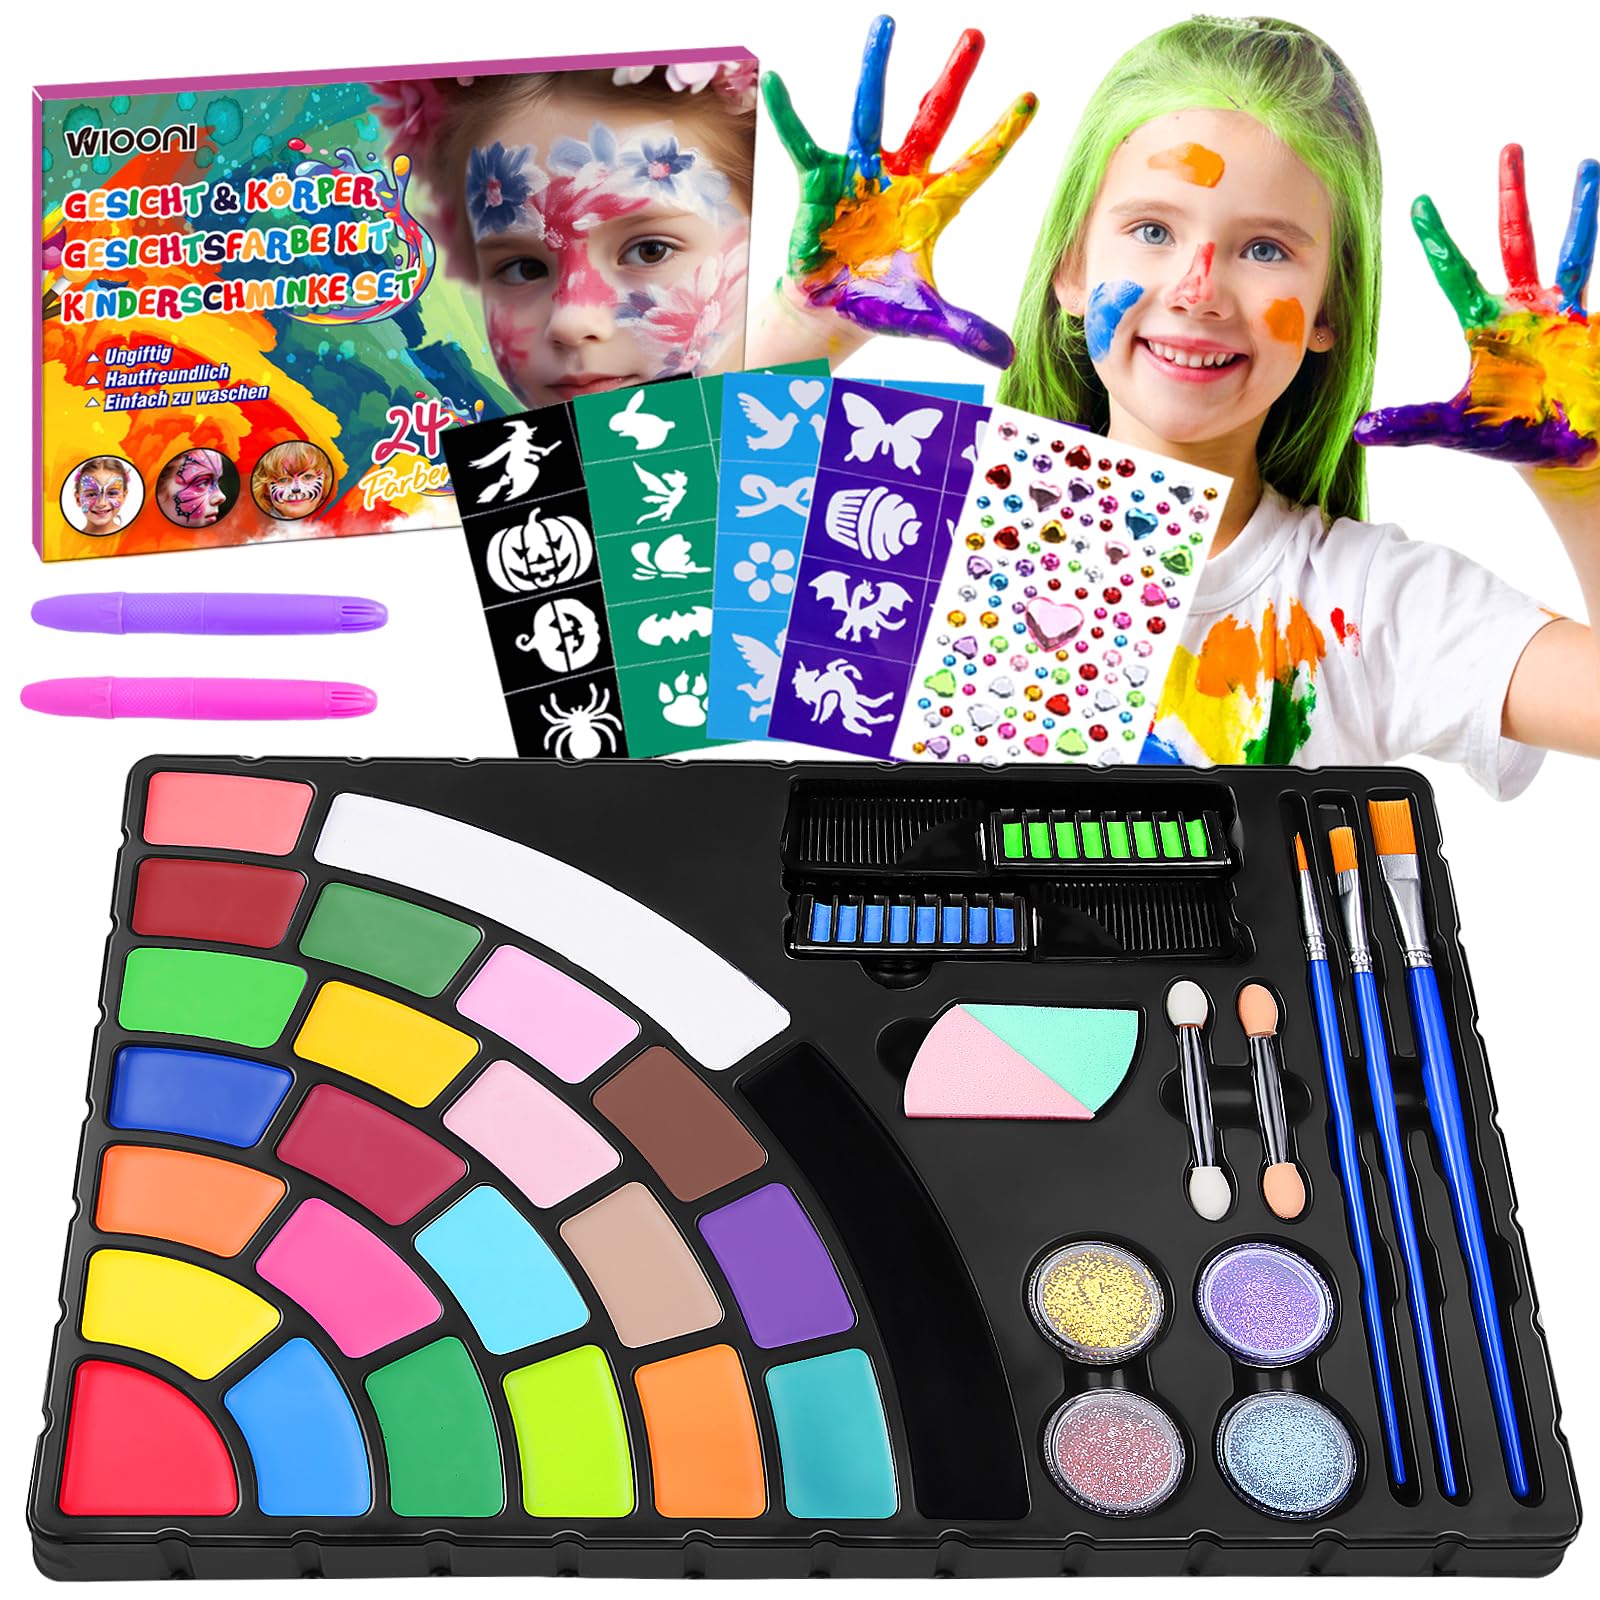 WIOONI
GESICHT & KÖRPER
GESICHTSFARBE KIT
KINDERSCHMINKE SET
Ungiftig
Hautfreundlich
Einfach zu waschen
24
Farben